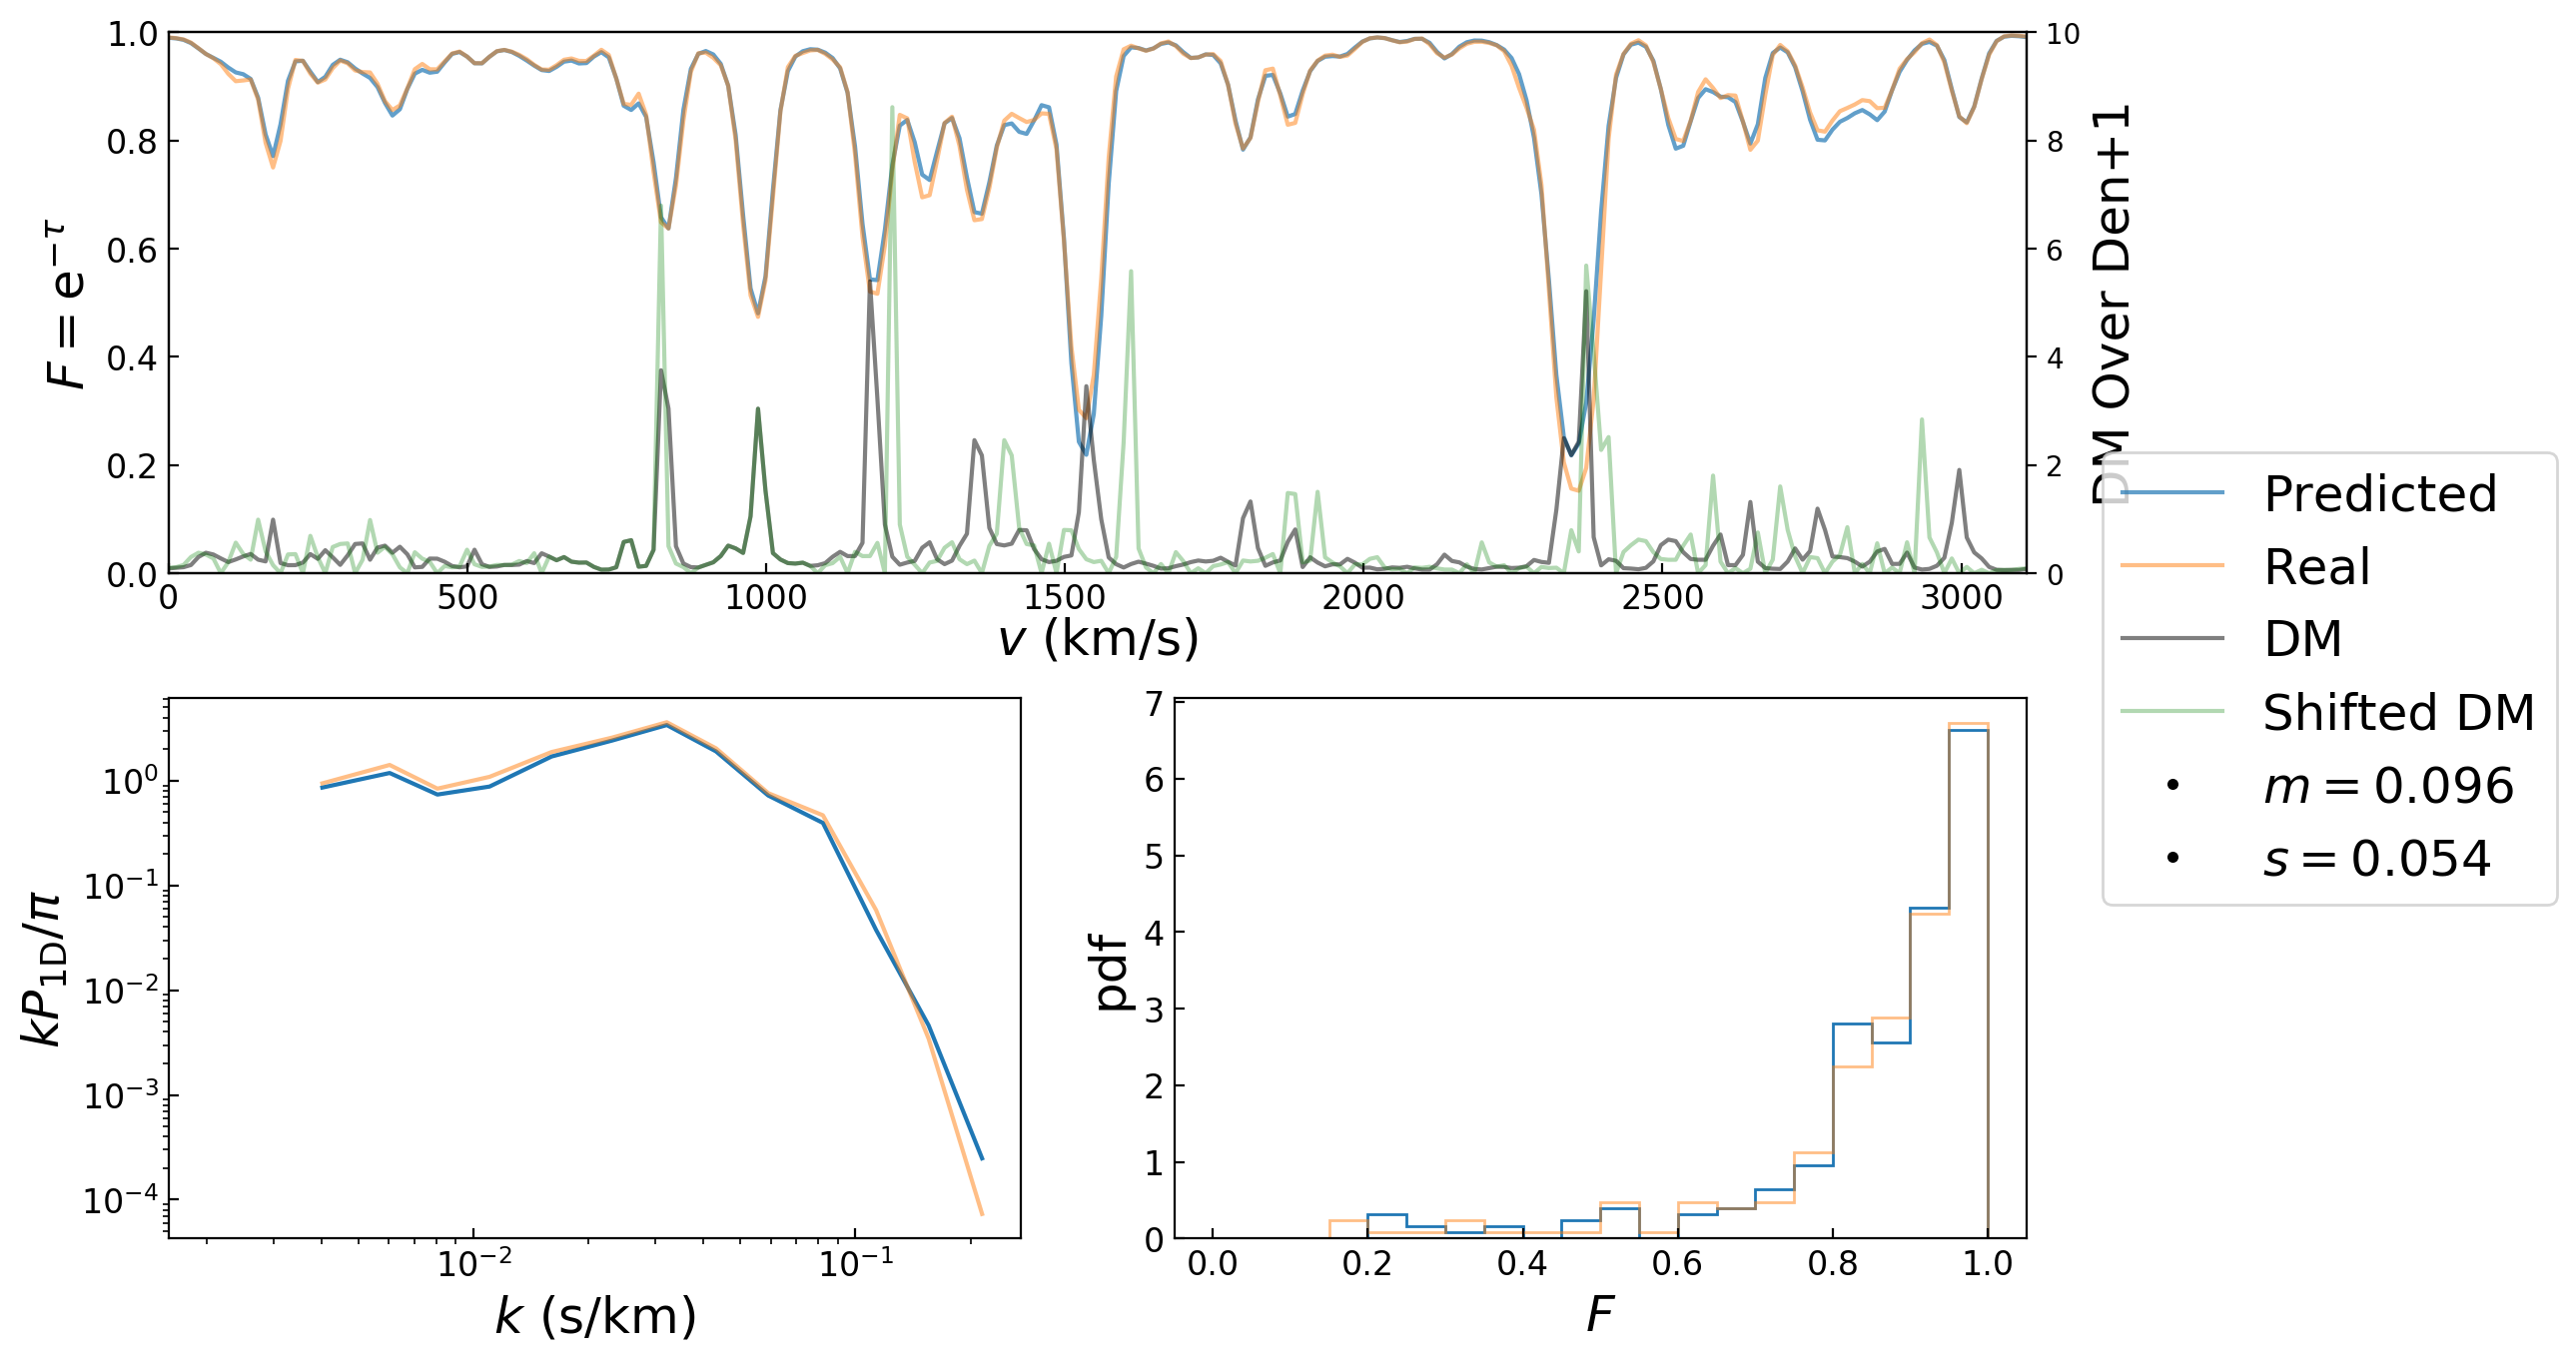 1.0
0.8
0.6
0.4
0.2
0.0
F = e^{-τ}
10
8
6
4
2
0
DM Over Den+1
0 500 1000 1500 2000 2500 3000
v (km/s)
Predicted
Real
DM
Shifted DM
m = 0.096
s = 0.054
10^0
10^{-1}
10^{-2}
10^{-3}
10^{-4}
kP_{1D}/π
10^{-2} 10^{-1}
k (s/km)
7
6
5
4
3
2
1
0
pdf
0.0 0.2 0.4 0.6 0.8 1.0
F